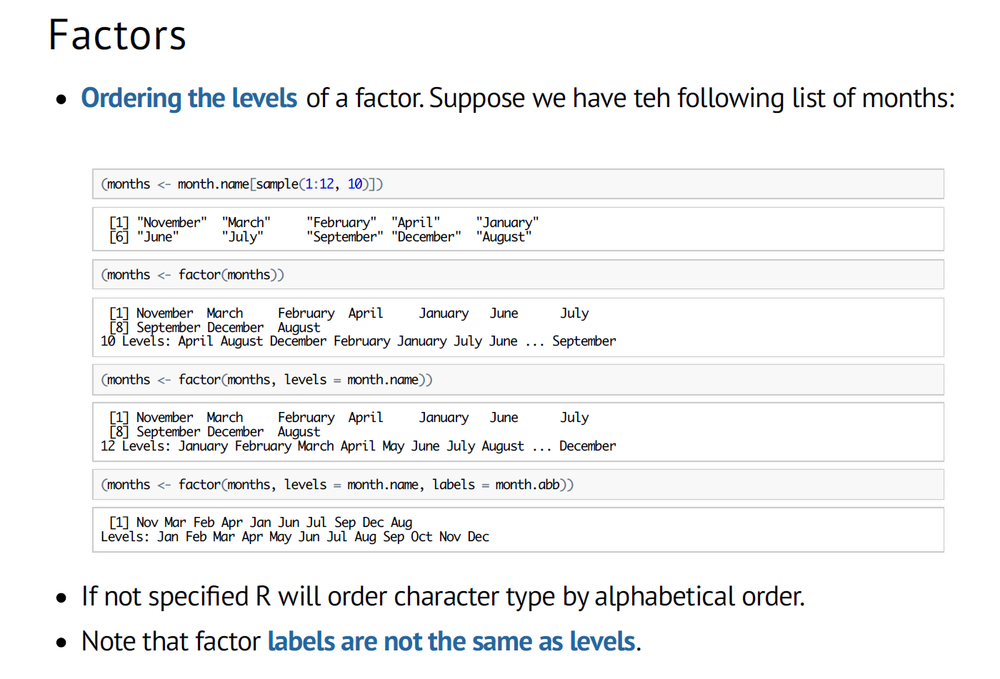 Factors
• Ordering the levels of a factor. Suppose we have teh following list of months:
(months <- month.name[sample(1:12, 10)])
[1] "November" "March" "February" "April" "January"
[6] "June" "July" "September" "December" "August"
(months <- factor(months))
[1] November March February April January June July
[8] September December August
10 Levels: April August December February January July June ... September
(months <- factor(months, levels = month.name))
[1] November March February April January June July
[8] September December August
12 Levels: January February March April May June July August ... December
(months <- factor(months, levels = month.name, labels = month.abb))
[1] Nov Mar Feb Apr Jan Jun Jul Sep Dec Aug
Levels: Jan Feb Mar Apr May Jun Jul Aug Sep Oct Nov Dec
• If not specified R will order character type by alphabetical order.
• Note that factor labels are not the same as levels.